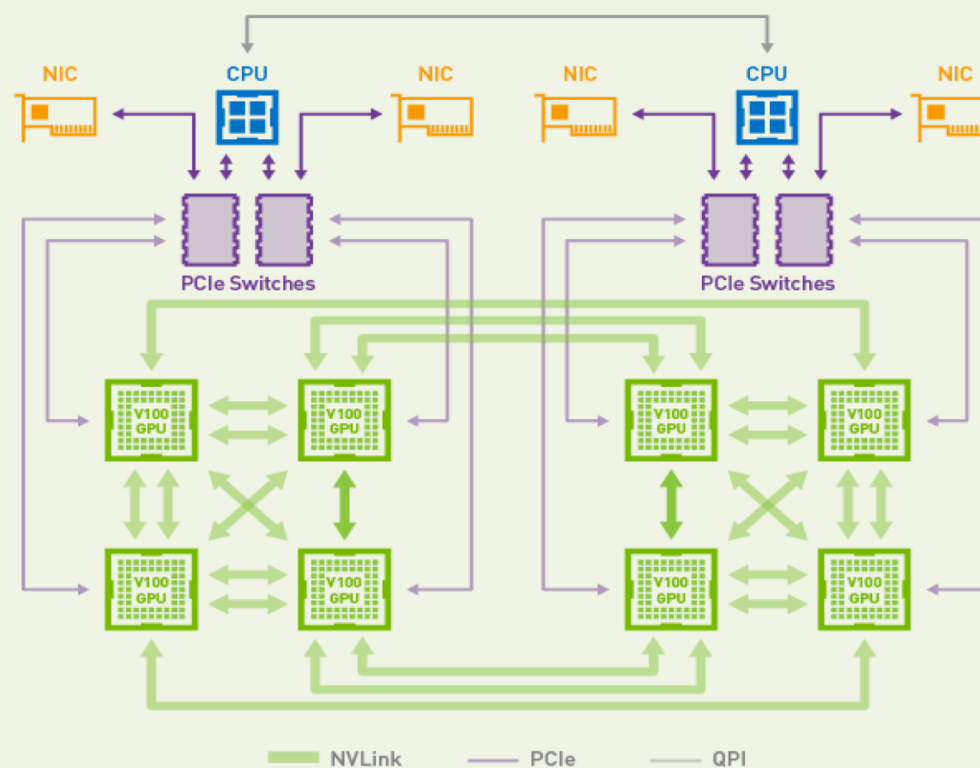 NIC
CPU
NIC
NIC
CPU
NIC
PCIe Switches
PCIe Switches
V100
GPU
V100
GPU
V100
GPU
V100
GPU
V100
GPU
V100
GPU
V100
GPU
V100
GPU
NVLink
PCIe
QPI